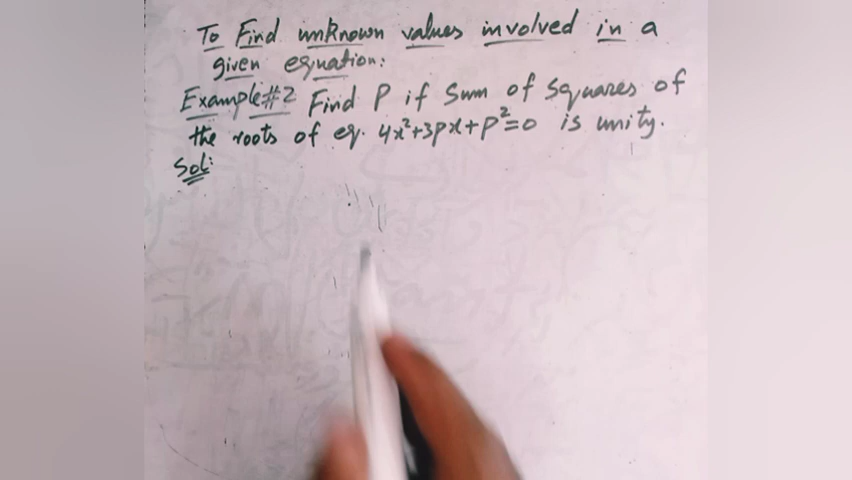 To Find unknown values involved in a
given equation:
Example#2 Find P if Sum of squares of
the roots of eq. 4x²+3px+p²=0 is unity.
Sol: